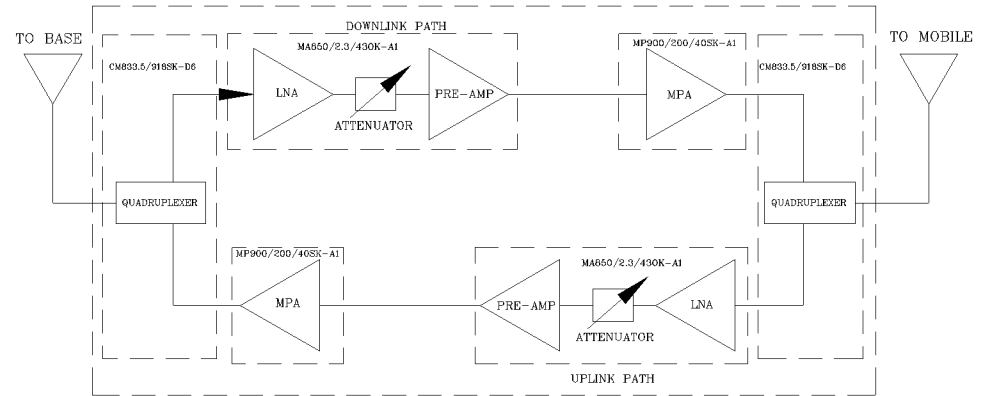 DOWNLINK PATH
TO BASE
TO MOBILE
MA850/2.3/430K-A1
MP900/200/40SK-A1
CM833.5/918SK-D6
CM833.5/918SK-D6
LNA
PRE-AMP
MPA
ATTENUATOR
QUADRUPLEXER
QUADRUPLEXER
MP900/200/40SK-A1
MA850/2.3/430K-A1
MPA
PRE-AMP
LNA
ATTENUATOR
UPLINK PATH